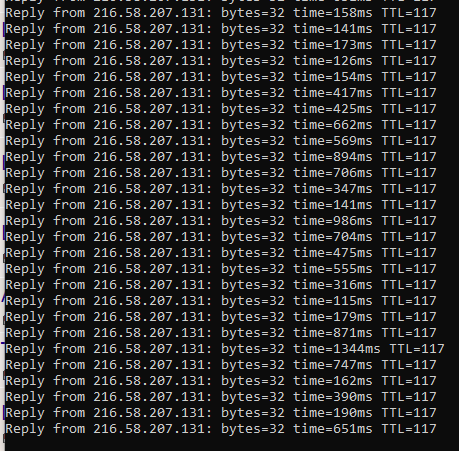 Reply from 216.58.207.131: bytes=32 time=158ms TTL=117
Reply from 216.58.207.131: bytes=32 time=141ms TTL=117
Reply from 216.58.207.131: bytes=32 time=173ms TTL=117
Reply from 216.58.207.131: bytes=32 time=126ms TTL=117
Reply from 216.58.207.131: bytes=32 time=154ms TTL=117
Reply from 216.58.207.131: bytes=32 time=417ms TTL=117
Reply from 216.58.207.131: bytes=32 time=425ms TTL=117
Reply from 216.58.207.131: bytes=32 time=662ms TTL=117
Reply from 216.58.207.131: bytes=32 time=569ms TTL=117
Reply from 216.58.207.131: bytes=32 time=894ms TTL=117
Reply from 216.58.207.131: bytes=32 time=706ms TTL=117
Reply from 216.58.207.131: bytes=32 time=347ms TTL=117
Reply from 216.58.207.131: bytes=32 time=141ms TTL=117
Reply from 216.58.207.131: bytes=32 time=986ms TTL=117
Reply from 216.58.207.131: bytes=32 time=704ms TTL=117
Reply from 216.58.207.131: bytes=32 time=475ms TTL=117
Reply from 216.58.207.131: bytes=32 time=555ms TTL=117
Reply from 216.58.207.131: bytes=32 time=316ms TTL=117
Reply from 216.58.207.131: bytes=32 time=115ms TTL=117
Reply from 216.58.207.131: bytes=32 time=179ms TTL=117
Reply from 216.58.207.131: bytes=32 time=871ms TTL=117
Reply from 216.58.207.131: bytes=32 time=1344ms TTL=117
Reply from 216.58.207.131: bytes=32 time=747ms TTL=117
Reply from 216.58.207.131: bytes=32 time=162ms TTL=117
Reply from 216.58.207.131: bytes=32 time=390ms TTL=117
Reply from 216.58.207.131: bytes=32 time=190ms TTL=117
Reply from 216.58.207.131: bytes=32 time=651ms TTL=117